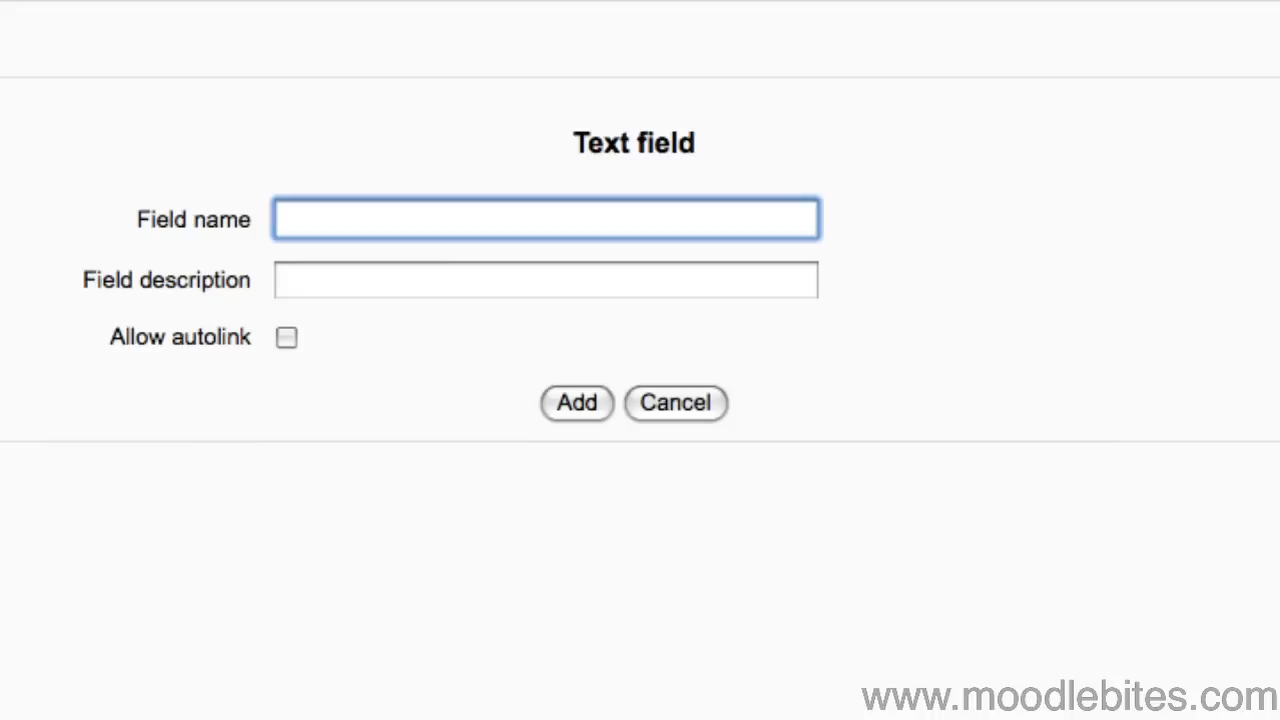 Text field
Field name
Field description
Allow autolink
Add Cancel
www.moodlebites.com